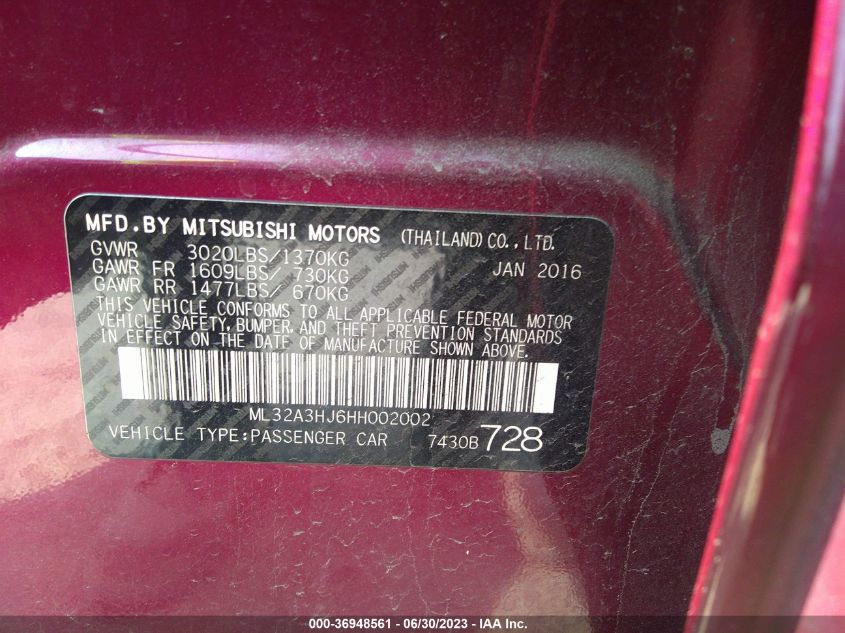 MFD.BY MITSUBISHI MOTORS (THAILAND) CO.,LTD.
GVWR 3020LBS/1370KG JAN 2016
GAWR FR 1609LBS/ 730KG
GAWR RR 1477LBS/ 670KG
THIS VEHICLE CONFORMS TO ALL APPLICABLE FEDERAL MOTOR
VEHICLE SAFETY, BUMPER, AND THEFT PREVENTION STANDARDS
IN EFFECT ON THE DATE OF MANUFACTURE SHOWN ABOVE.
ML32A3HJ6HH002002
VEHICLE TYPE:PASSENGER CAR 7430B 728
000-36948561 - 06/30/2023 - IAA Inc.